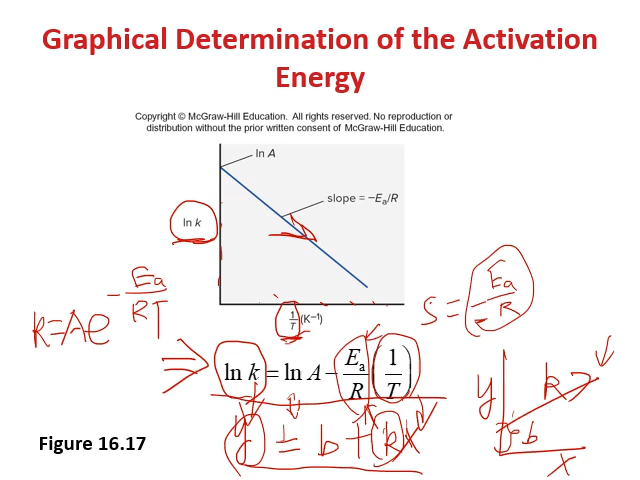 Graphical Determination of the Activation
Energy
Copyright © McGraw-Hill Education. All rights reserved. No reproduction or
distribution without the prior written consent of McGraw-Hill Education.
ln A
slope = −Eₐ/R
ln k
1/T (K⁻¹)
k=Ae^(-Ea/RT)
S = -Ea/R
⇒ ln k = ln A − Eₐ/R (1/T)
y = b + kx
y
k
b
x
Figure 16.17